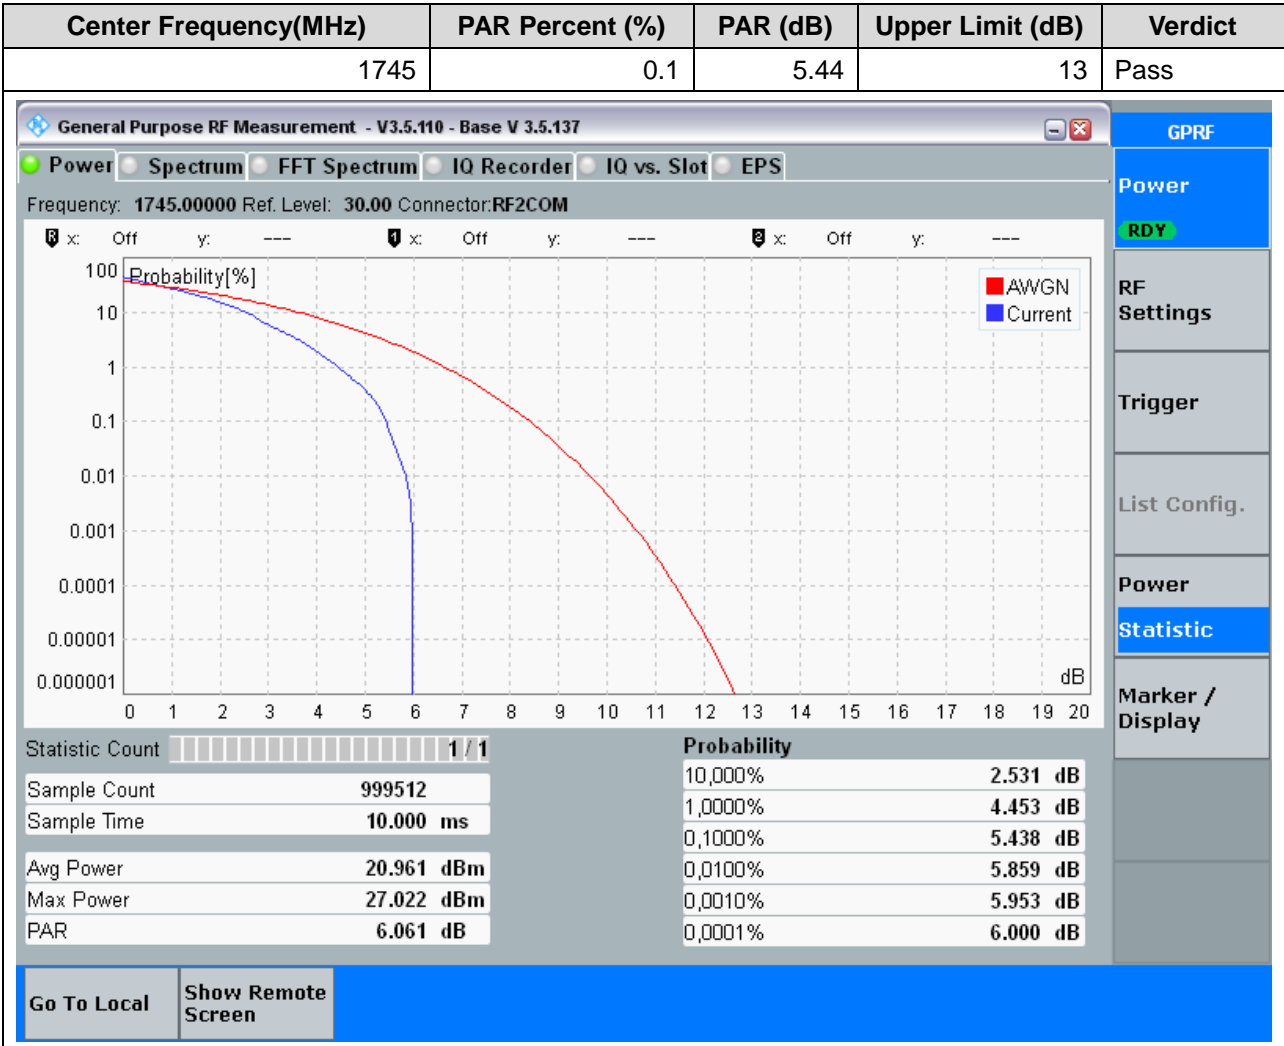 Center Frequency(MHz) PAR Percent (%) PAR (dB) Upper Limit (dB) Verdict
1745 0.1 5.44 13 Pass
General Purpose RF Measurement - V3.5.110 - Base V 3.5.137
GPRF
Power Spectrum FFT Spectrum IQ Recorder IQ vs. Slot EPS
Frequency: 1745.00000 Ref. Level: 30.00 Connector:RF2COM
R x: Off y: --- 1 x: Off y: --- 2 x: Off y: ---
Probability[%]
100
10
1
0.1
0.01
0.001
0.0001
0.00001
0.000001
AWGN
Current
dB
0 1 2 3 4 5 6 7 8 9 10 11 12 13 14 15 16 17 18 19 20
Statistic Count 1 / 1
Sample Count 999512
Sample Time 10.000 ms
Avg Power 20.961 dBm
Max Power 27.022 dBm
PAR 6.061 dB
Probability
10,000% 2.531 dB
1,0000% 4.453 dB
0,1000% 5.438 dB
0,0100% 5.859 dB
0,0010% 5.953 dB
0,0001% 6.000 dB
Power
RDY
RF
Settings
Trigger
List Config.
Power
Statistic
Marker /
Display
Go To Local
Show Remote
Screen